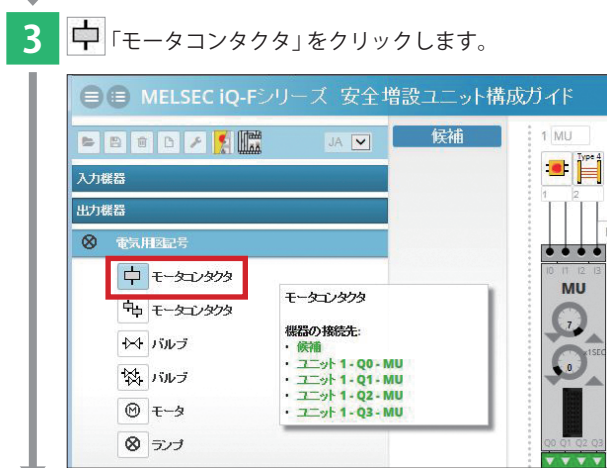 3 「モータコンタクタ」をクリックします。
MELSEC iQ-Fシリーズ 安全増設ユニット構成ガイド
JA
候補
1 MU
Type 4
1 2
入力機器
出力機器
電気用図記号
モータコンタクタ
モータコンタクタ
バルブ
バルブ
M モータ
ランプ
モータコンタクタ
機器の接続先:
・ 候補
・ ユニット 1 - Q0 - MU
・ ユニット 1 - Q1 - MU
・ ユニット 1 - Q2 - MU
・ ユニット 1 - Q3 - MU
I0 I1 I2 I3
MU
7
x1SEC
0
Q0 Q1 Q2 Q3